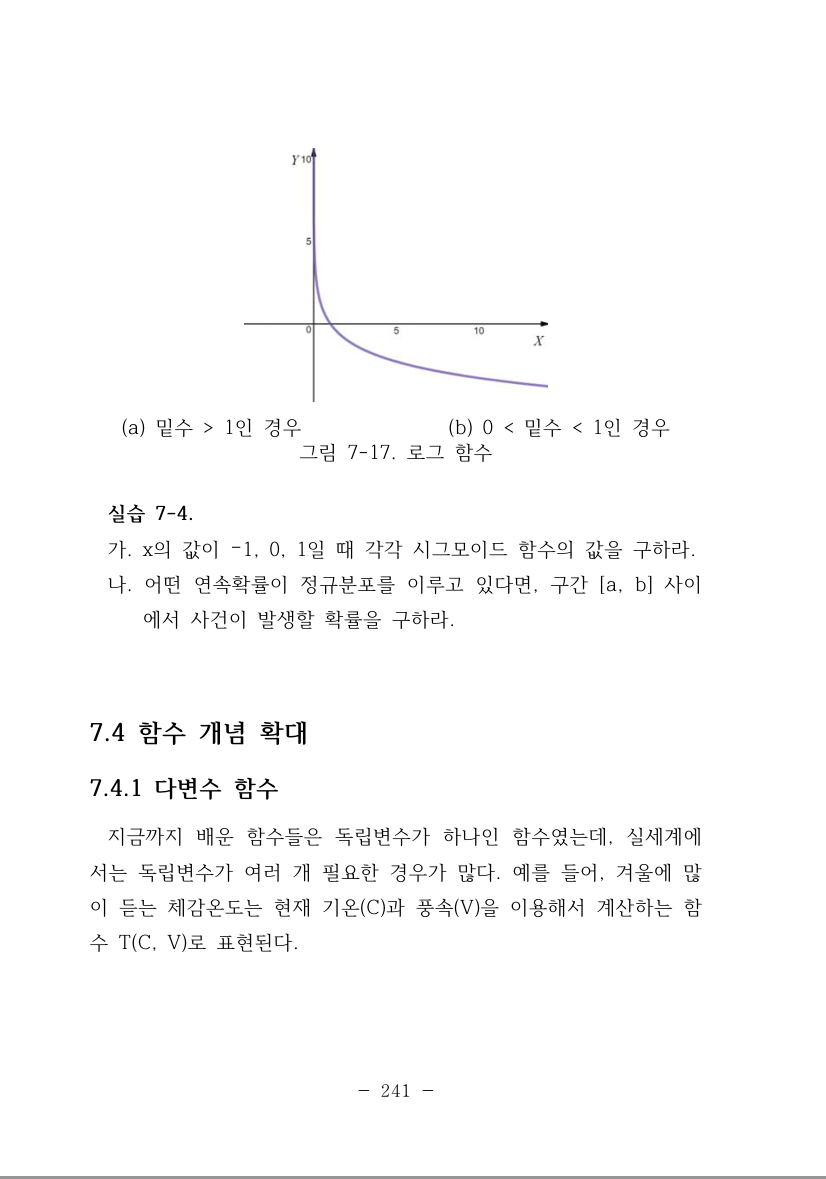 Y 10
5
0 5 10
X
(a) 밑수 > 1인 경우 (b) 0 < 밑수 < 1인 경우
그림 7-17. 로그 함수
실습 7-4.
가. x의 값이 -1, 0, 1일 때 각각 시그모이드 함수의 값을 구하라.
나. 어떤 연속확률이 정규분포를 이루고 있다면, 구간 [a, b] 사이
에서 사건이 발생할 확률을 구하라.
7.4 함수 개념 확대
7.4.1 다변수 함수
지금까지 배운 함수들은 독립변수가 하나인 함수였는데, 실세계에
서는 독립변수가 여러 개 필요한 경우가 많다. 예를 들어, 겨울에 많
이 듣는 체감온도는 현재 기온(C)과 풍속(V)을 이용해서 계산하는 함
수 T(C, V)로 표현된다.
- 241 -